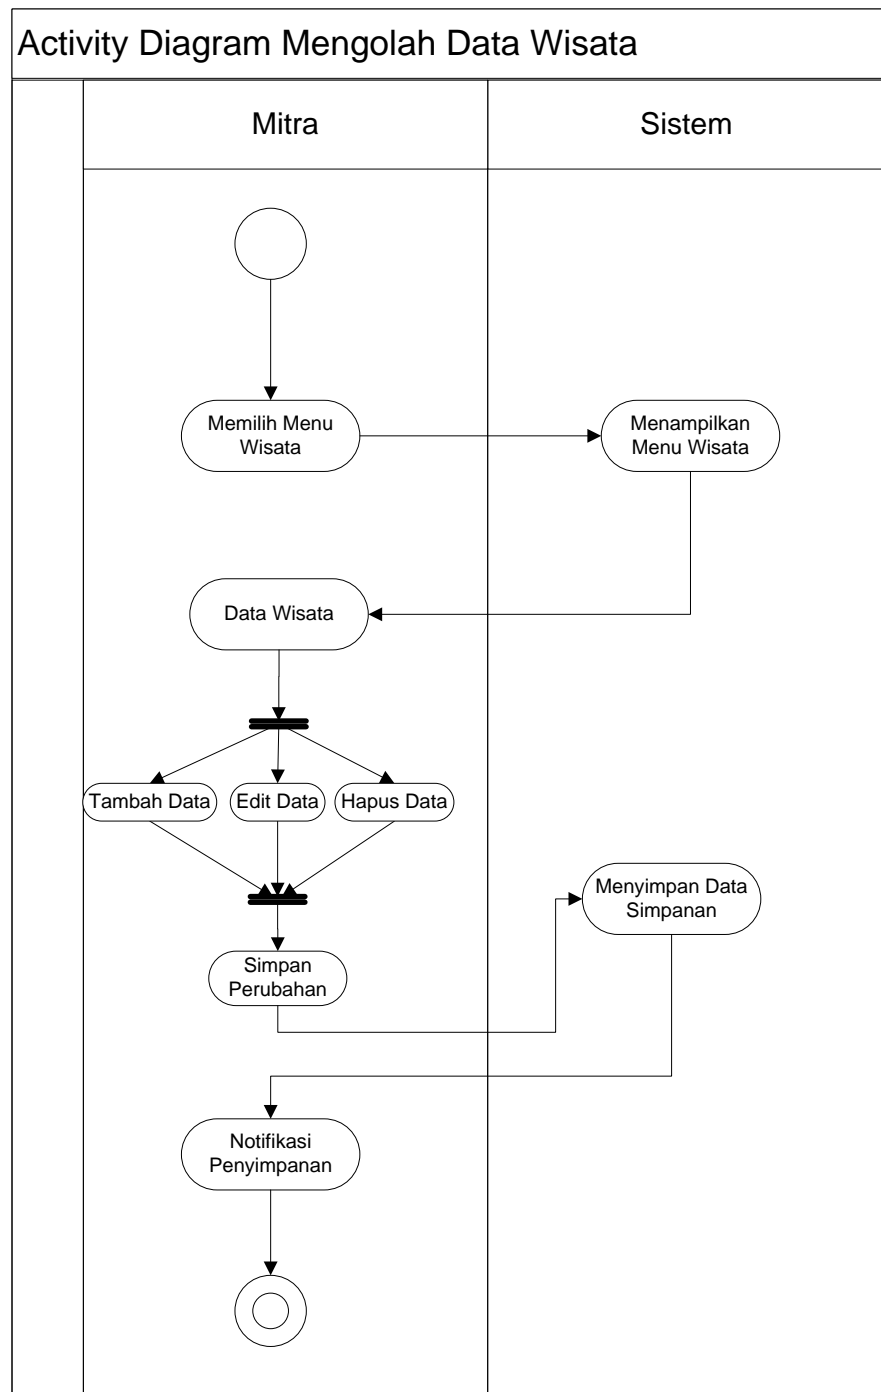 Activity Diagram Mengolah Data Wisata
Mitra
Sistem
Memilih Menu
Wisata
Menampilkan
Menu Wisata
Data Wisata
Tambah Data
Edit Data
Hapus Data
Menyimpan Data
Simpanan
Simpan
Perubahan
Notifikasi
Penyimpanan